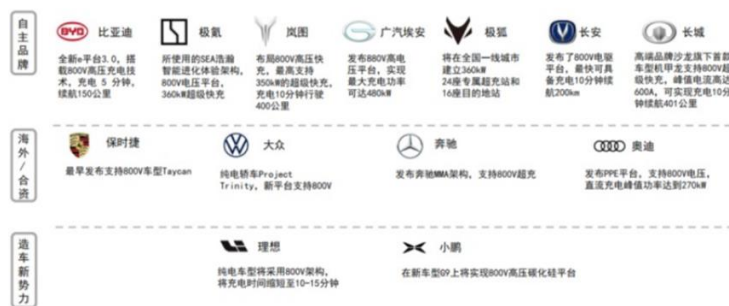 自主品牌
BYD 比亚迪
全新e平台3.0，搭
载800V高压充电技
术，充电 5 分钟，
续航150公里
极氪
所使用的SEA浩瀚
智能进化体验架构，
800V电压平台，
360kW超级快充
岚图
布局800V高压快
充，最高支持
350kW的超级快充，
充电10分钟行驶
400公里
广汽埃安
发布880V高电
压平台，实现
最大充电功率
可达480kW
极狐
将在全国一线城市
建立360kW
24座专属超充站和
16座目的地站
长安
发布了800V电驱
平台，最快可具
备充电10分钟续航
200km
长城
高端品牌沙龙旗下首款
车型机甲龙支持800V超
级快充，峰值电流高达
600A，可实现充电10分
钟续航401公里
海外/合资
保时捷
最早发布支持800V车型Taycan
大众
纯电轿车Project
Trinity，新平台支持800V
奔驰
发布奔驰MMA架构，支持800V超充
奥迪
发布PPE平台，支持800V电压，
直流充电峰值功率达到270kW
造车新势力
理想
纯电车型将采用800V架构，
将充电时间缩短至10-15分钟
小鹏
在新车型G9上将实现800V高压碳化硅平台